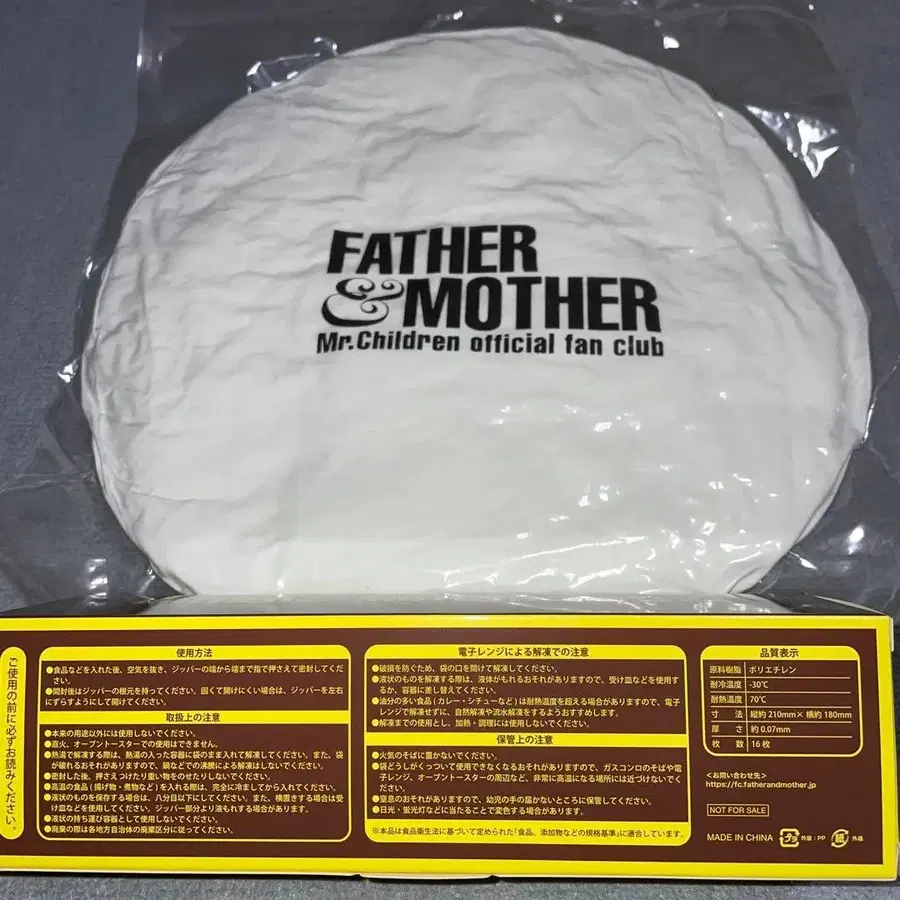 FATHER
&MOTHER
Mr.Children official fan club
ご使用の前に必ずお読みください。
使用方法
●食品などを入れた後、空気を抜き、ジッパーの端から端まで指で押さえて密封してくだ
さい。
●開封後はジッパーの根元を持ってください。固くて開けにくい場合は、ジッパーを左右
にずらすようにして開けてください。
取扱上の注意
●本来の用途以外には使用しないでください。
●直火、オーブントースターでの使用はできません。
●熱湯で解凍する際は、熱湯の入った容器に袋のまま入れて解凍してください。また、袋
が破れるおそれがありますので、鍋などでの沸騰による解凍はしないでください。
●密封した後、押さえつけたり重い物をのせたりしないでください。
●高温の食品(揚げ物・煮物など)を入れる際は、完全に冷ましてから入れてください。
●液状のものを保存する場合は、八分目以下にしてください。また、横置きする場合は受
け皿などを使用してください。ジッパー部分より液もれする場合があります。
●液状の持ち運び容器として使用しないでください。
●廃棄の際は各地方自治体の廃棄区分に従ってください。
電子レンジによる解凍での注意
●破損を防ぐため、袋の口を開けて解凍してください。
●液状のものを解凍する際は、液体がもれるおそれがありますので、受け皿などを使用す
るか、容器に差し替えてください。
●油分の多い食品(カレー・シチューなど)は耐熱温度を超える場合がありますので、電子
レンジで解凍せずに、自然解凍や流水解凍をするようおすすめします。
●解凍までの使用とし、加熱・調理には使用しないでください。
保管上の注意
●火気のそばに置かないでください。
●袋どうしがくっついて使用できなくなるおそれがありますので、ガスコンロのそばや電
子レンジ、オーブントースターの周辺など、非常に高温になる場所には近づけないでく
ださい。
●窒息のおそれがありますので、幼児の手の届かないところに保管してください。
●日光・蛍光灯などに当たることで変色する場合があります。
※本品は食品衛生法に基づいて定められた「食品、添加物などの規格基準」に適合しています。
品質表示
原料樹脂 ポリエチレン
耐冷温度 -30℃
耐熱温度 70℃
寸 法 縦約 210mm× 横約 180mm
厚 さ 約 0.07mm
枚 数 16 枚
<お問い合わせ先>
https://fc.fatherandmother.jp
NOT FOR SALE
MADE IN CHINA プラ 外袋:PP 紙 外箱